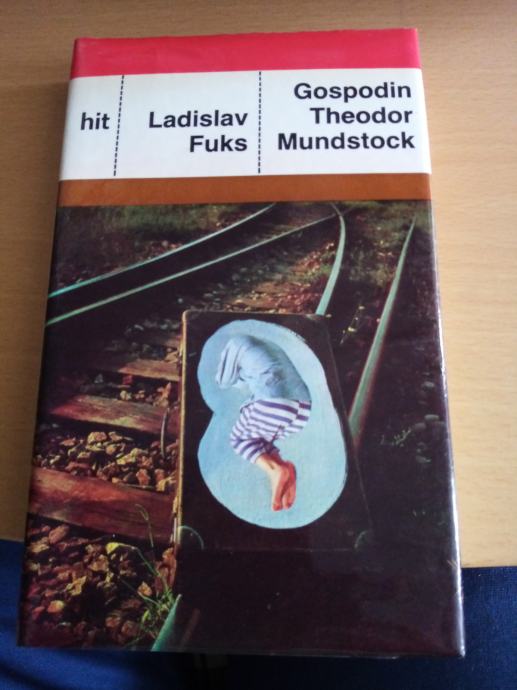 hit
Ladislav
Fuks
Gospodin
Theodor
Mundstock